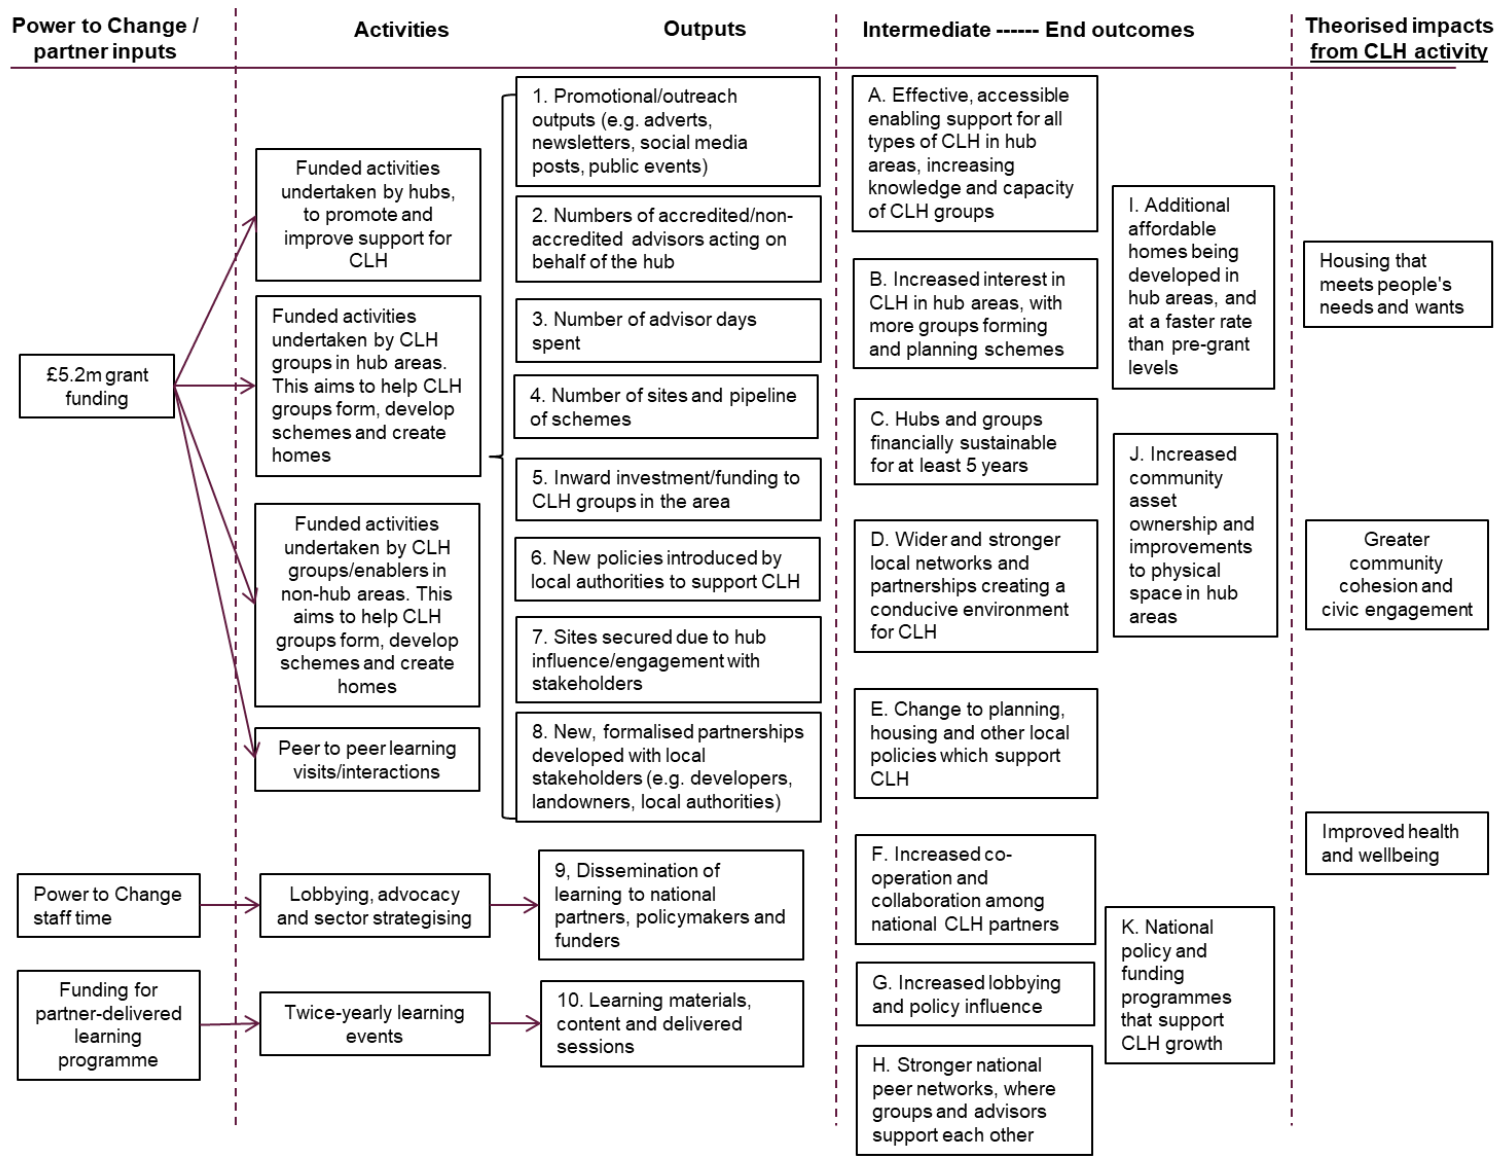 Power to Change /
partner inputs
Activities
Outputs
Intermediate ------ End outcomes
Theorised impacts
from CLH activity
£5.2m grant
funding
Power to Change
staff time
Funding for
partner-delivered
learning
programme
Funded activities
undertaken by hubs,
to promote and
improve support for
CLH
Funded activities
undertaken by CLH
groups in hub areas.
This aims to help CLH
groups form, develop
schemes and create
homes
Funded activities
undertaken by CLH
groups/enablers in
non-hub areas. This
aims to help CLH
groups form, develop
schemes and create
homes
Peer to peer learning
visits/interactions
Lobbying, advocacy
and sector strategising
Twice-yearly learning
events
1. Promotional/outreach
outputs (e.g. adverts,
newsletters, social media
posts, public events)
2. Numbers of accredited/non-
accredited advisors acting on
behalf of the hub
3. Number of advisor days
spent
4. Number of sites and pipeline
of schemes
5. Inward investment/funding to
CLH groups in the area
6. New policies introduced by
local authorities to support CLH
7. Sites secured due to hub
influence/engagement with
stakeholders
8. New, formalised partnerships
developed with local
stakeholders (e.g. developers,
landowners, local authorities)
9, Dissemination of
learning to national
partners, policymakers and
funders
10. Learning materials,
content and delivered
sessions
A. Effective, accessible
enabling support for all
types of CLH in hub
areas, increasing
knowledge and capacity
of CLH groups
B. Increased interest in
CLH in hub areas, with
more groups forming
and planning schemes
C. Hubs and groups
financially sustainable
for at least 5 years
D. Wider and stronger
local networks and
partnerships creating a
conducive environment
for CLH
E. Change to planning,
housing and other local
policies which support
CLH
F. Increased co-
operation and
collaboration among
national CLH partners
G. Increased lobbying
and policy influence
H. Stronger national
peer networks, where
groups and advisors
support each other
I. Additional
affordable
homes being
developed in
hub areas, and
at a faster rate
than pre-grant
levels
J. Increased
community
asset
ownership and
improvements
to physical
space in hub
areas
K. National
policy and
funding
programmes
that support
CLH growth
Housing that
meets people's
needs and wants
Greater
community
cohesion and
civic engagement
Improved health
and wellbeing